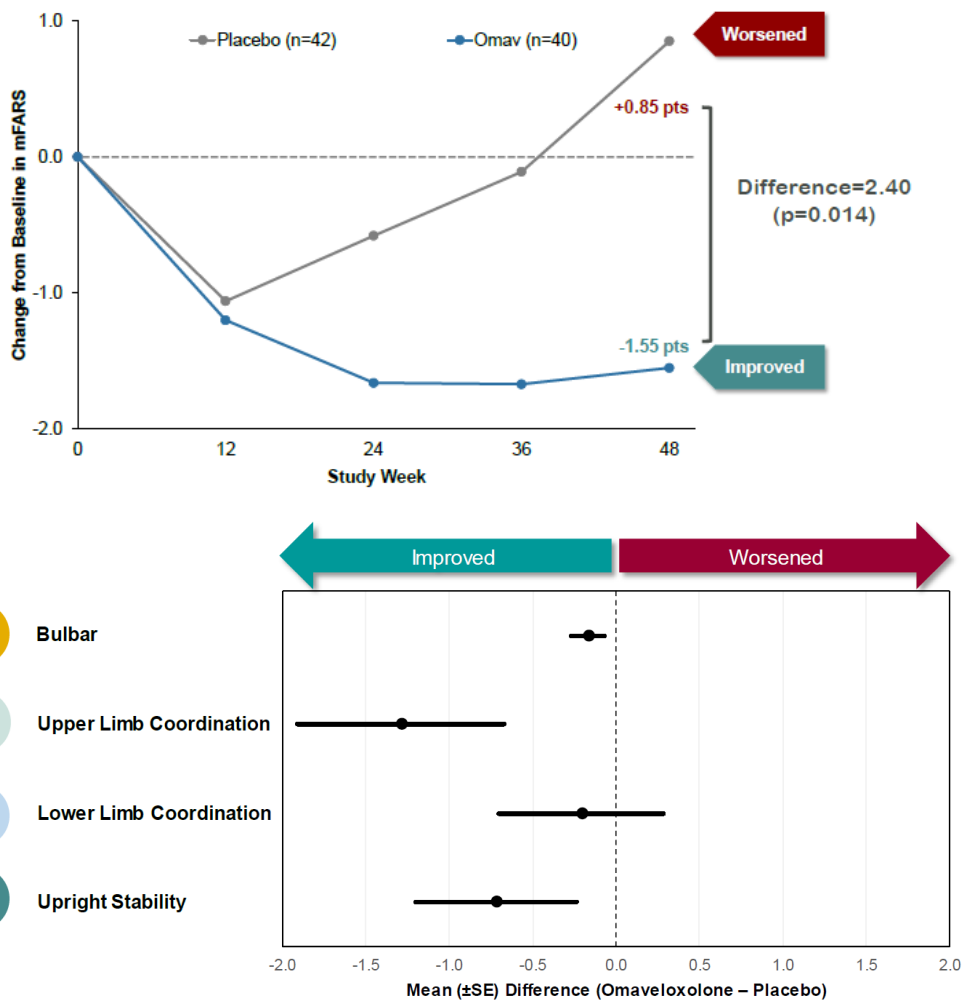 1.0
Placebo (n=42)
Omav (n=40)
Worsened
+0.85 pts
0.0
Difference=2.40
(p=0.014)
-1.0
-1.55 pts
Improved
-2.0
0
12
24
36
48
Study Week
Change from Baseline in mFARS
Improved
Worsened
Bulbar
Upper Limb Coordination
Lower Limb Coordination
Upright Stability
-2.0
-1.5
-1.0
-0.5
0.0
0.5
1.0
1.5
2.0
Mean (±SE) Difference (Omaveloxolone – Placebo)